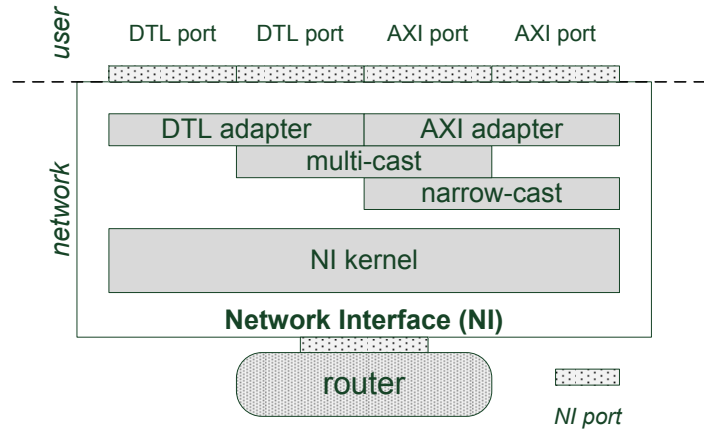 user
DTL port DTL port AXI port AXI port
network
DTL adapter AXI adapter
multi-cast
narrow-cast
NI kernel
Network Interface (NI)
router
NI port